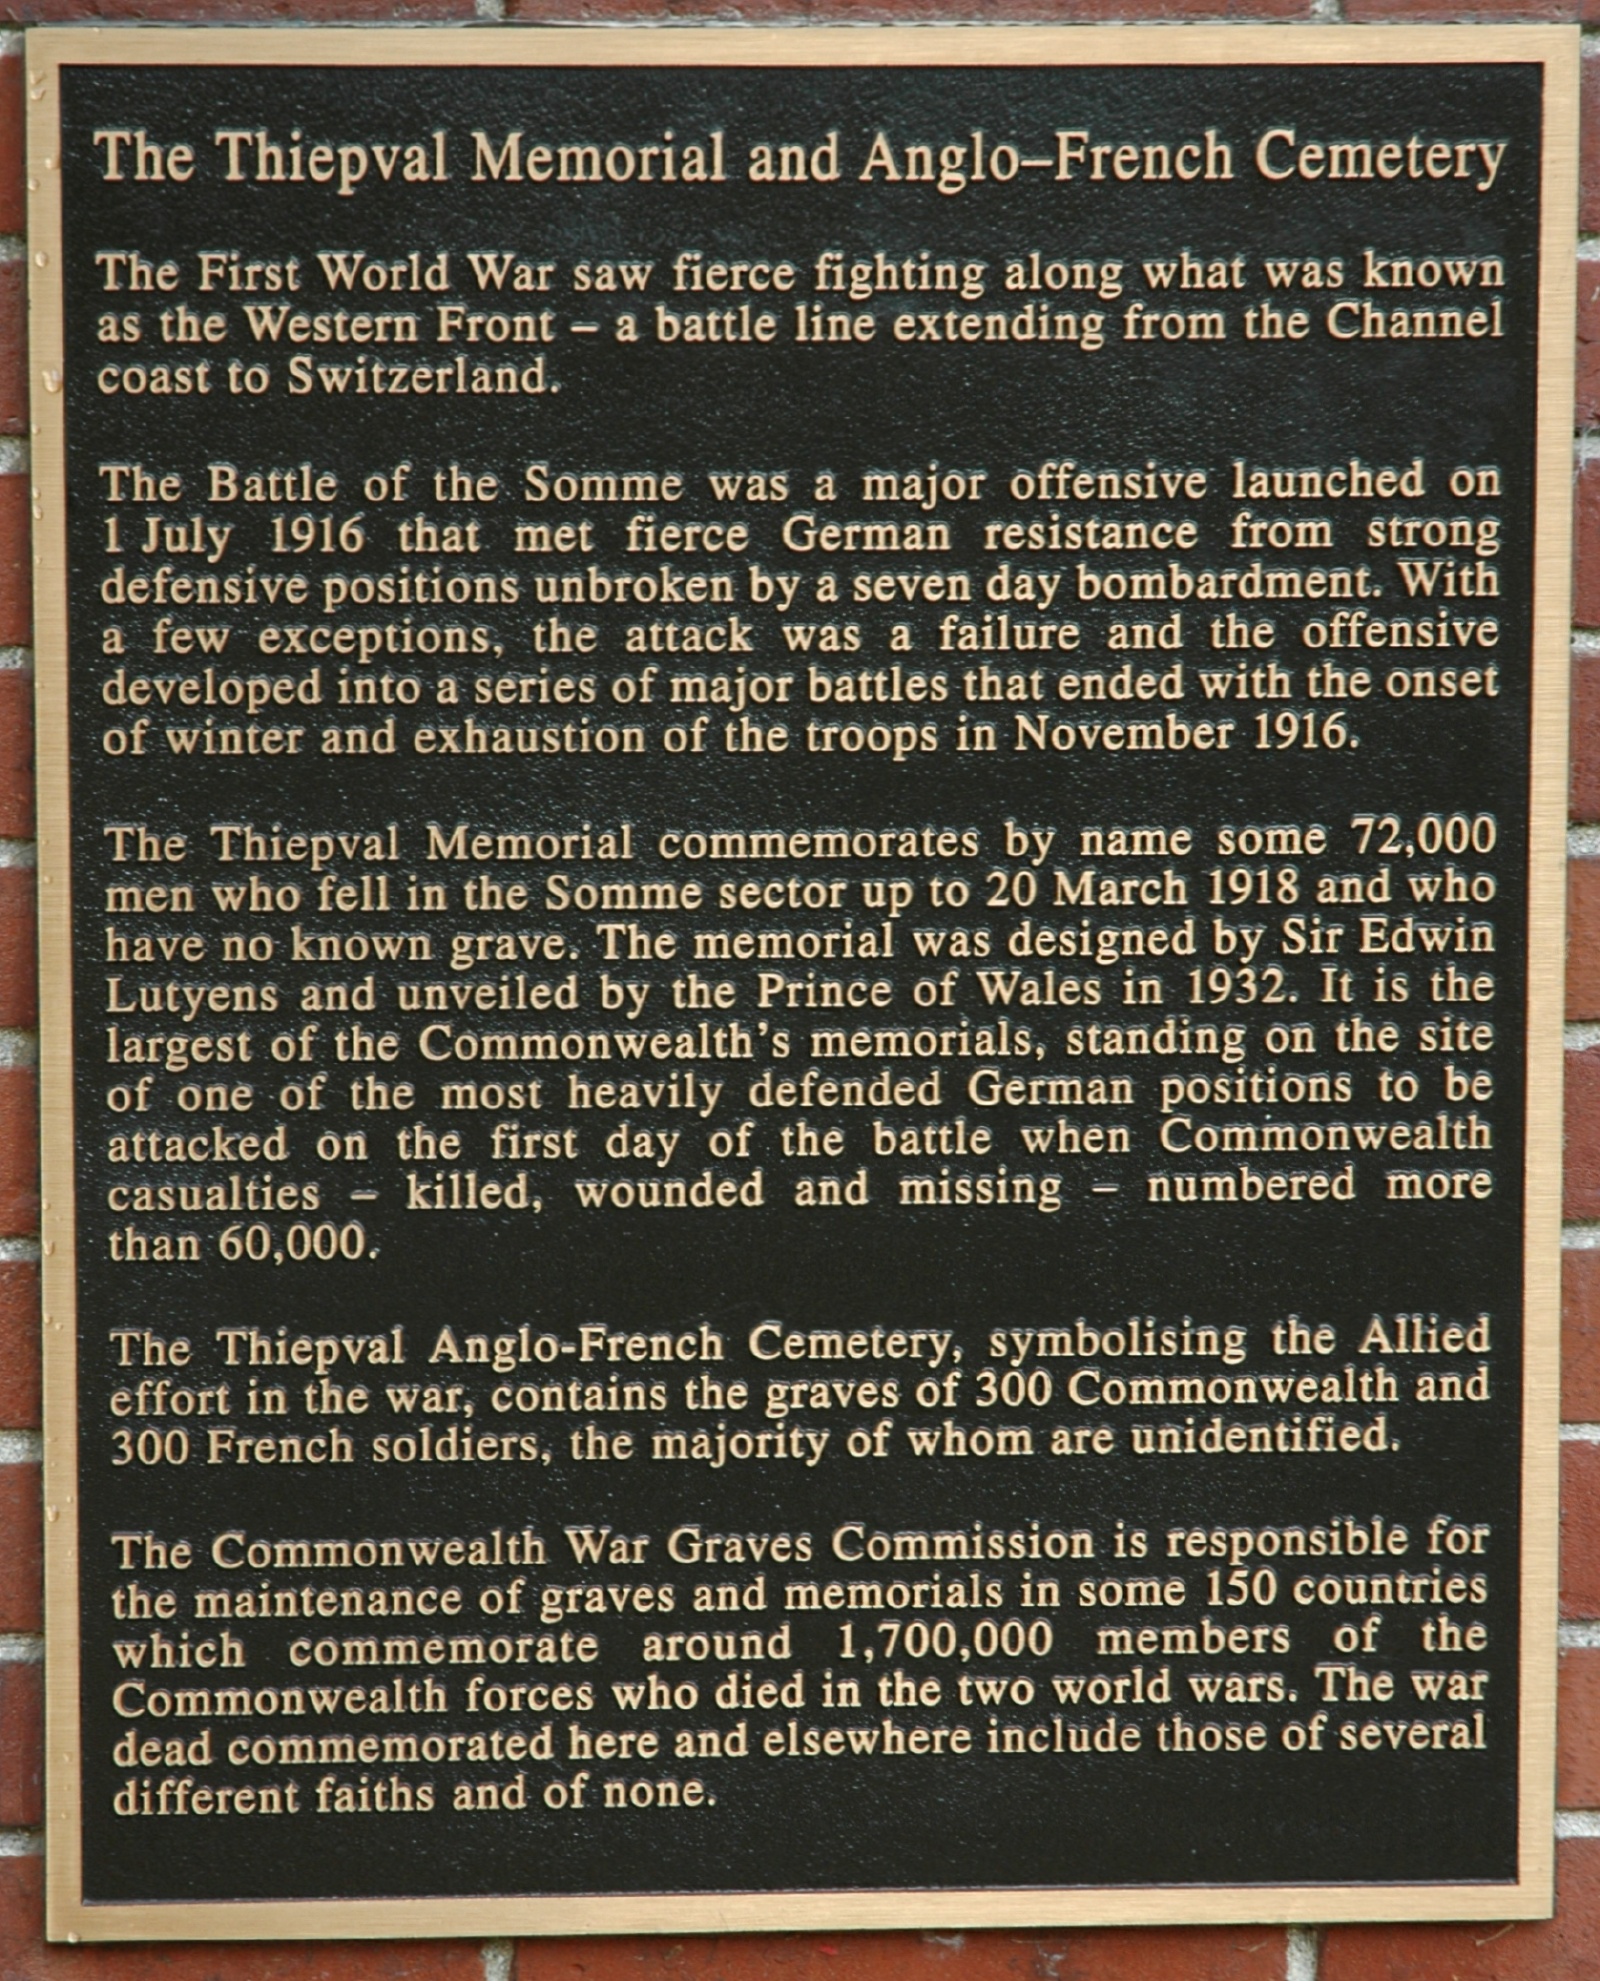 The Thiepval Memorial and Anglo–French Cemetery
The First World War saw fierce fighting along what was known
as the Western Front – a battle line extending from the Channel
coast to Switzerland.
The Battle of the Somme was a major offensive launched on
1 July 1916 that met fierce German resistance from strong
defensive positions unbroken by a seven day bombardment. With
a few exceptions, the attack was a failure and the offensive
developed into a series of major battles that ended with the onset
of winter and exhaustion of the troops in November 1916.
The Thiepval Memorial commemorates by name some 72,000
men who fell in the Somme sector up to 20 March 1918 and who
have no known grave. The memorial was designed by Sir Edwin
Lutyens and unveiled by the Prince of Wales in 1932. It is the
largest of the Commonwealth's memorials, standing on the site
of one of the most heavily defended German positions to be
attacked on the first day of the battle when Commonwealth
casualties – killed, wounded and missing – numbered more
than 60,000.
The Thiepval Anglo-French Cemetery, symbolising the Allied
effort in the war, contains the graves of 300 Commonwealth and
300 French soldiers, the majority of whom are unidentified.
The Commonwealth War Graves Commission is responsible for
the maintenance of graves and memorials in some 150 countries
which commemorate around 1,700,000 members of the
Commonwealth forces who died in the two world wars. The war
dead commemorated here and elsewhere include those of several
different faiths and of none.